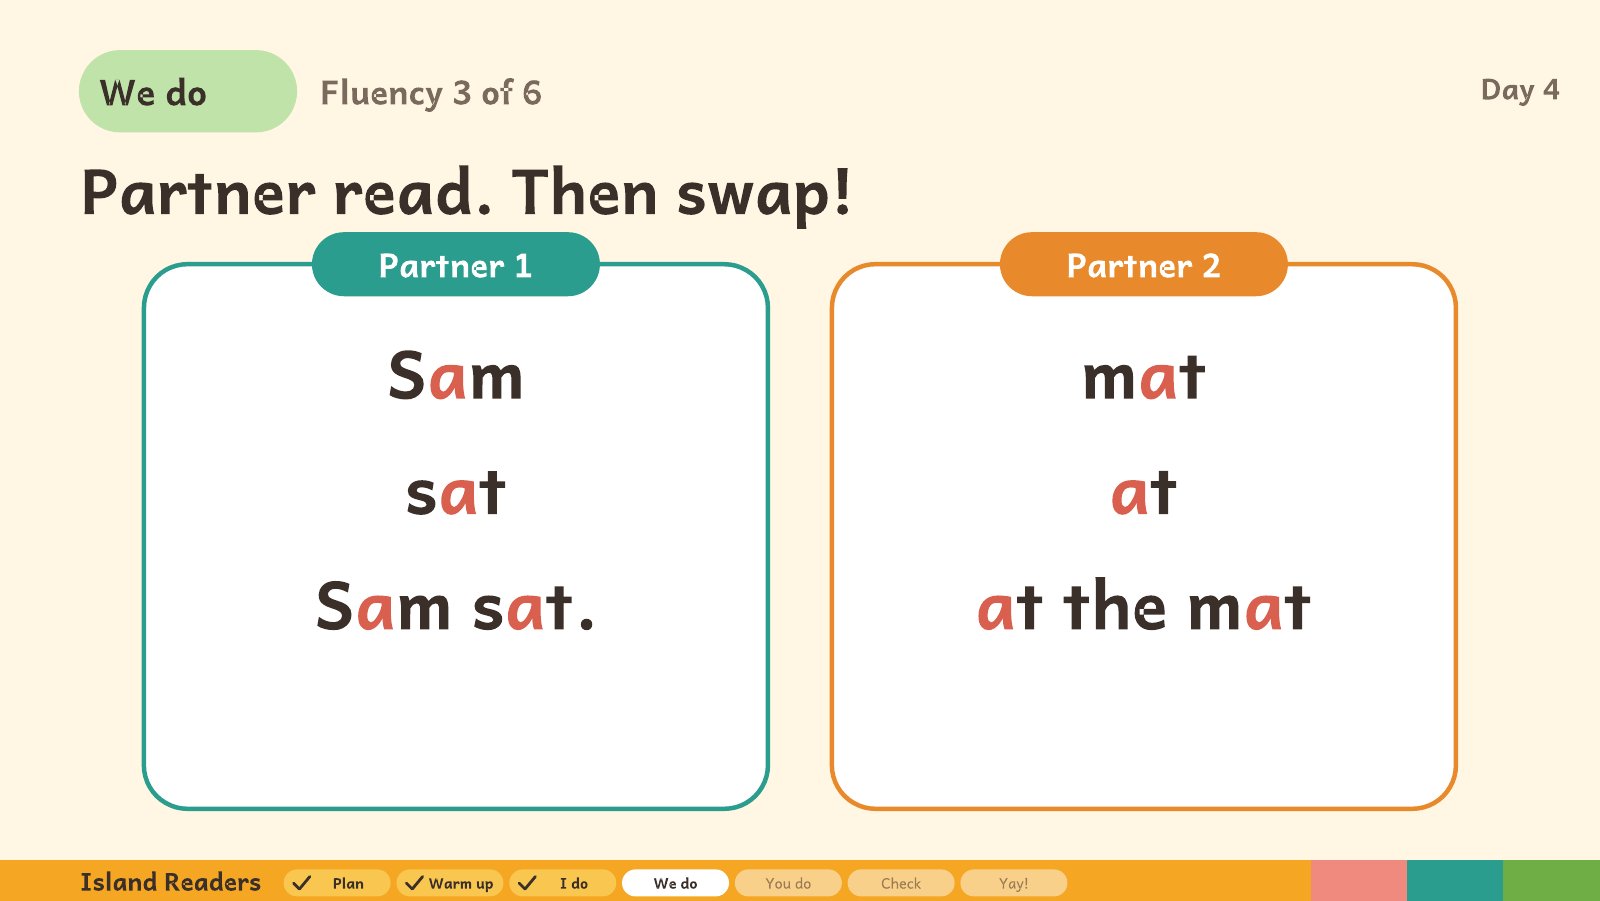 We do
Fluency 3 of 6
Day 4
Partner read. Then swap!
Partner 1
Sam
sat
Sam sat.
Partner 2
mat
at
at the mat
Island Readers
Plan
Warm up
I do
We do
You do
Check
Yay!